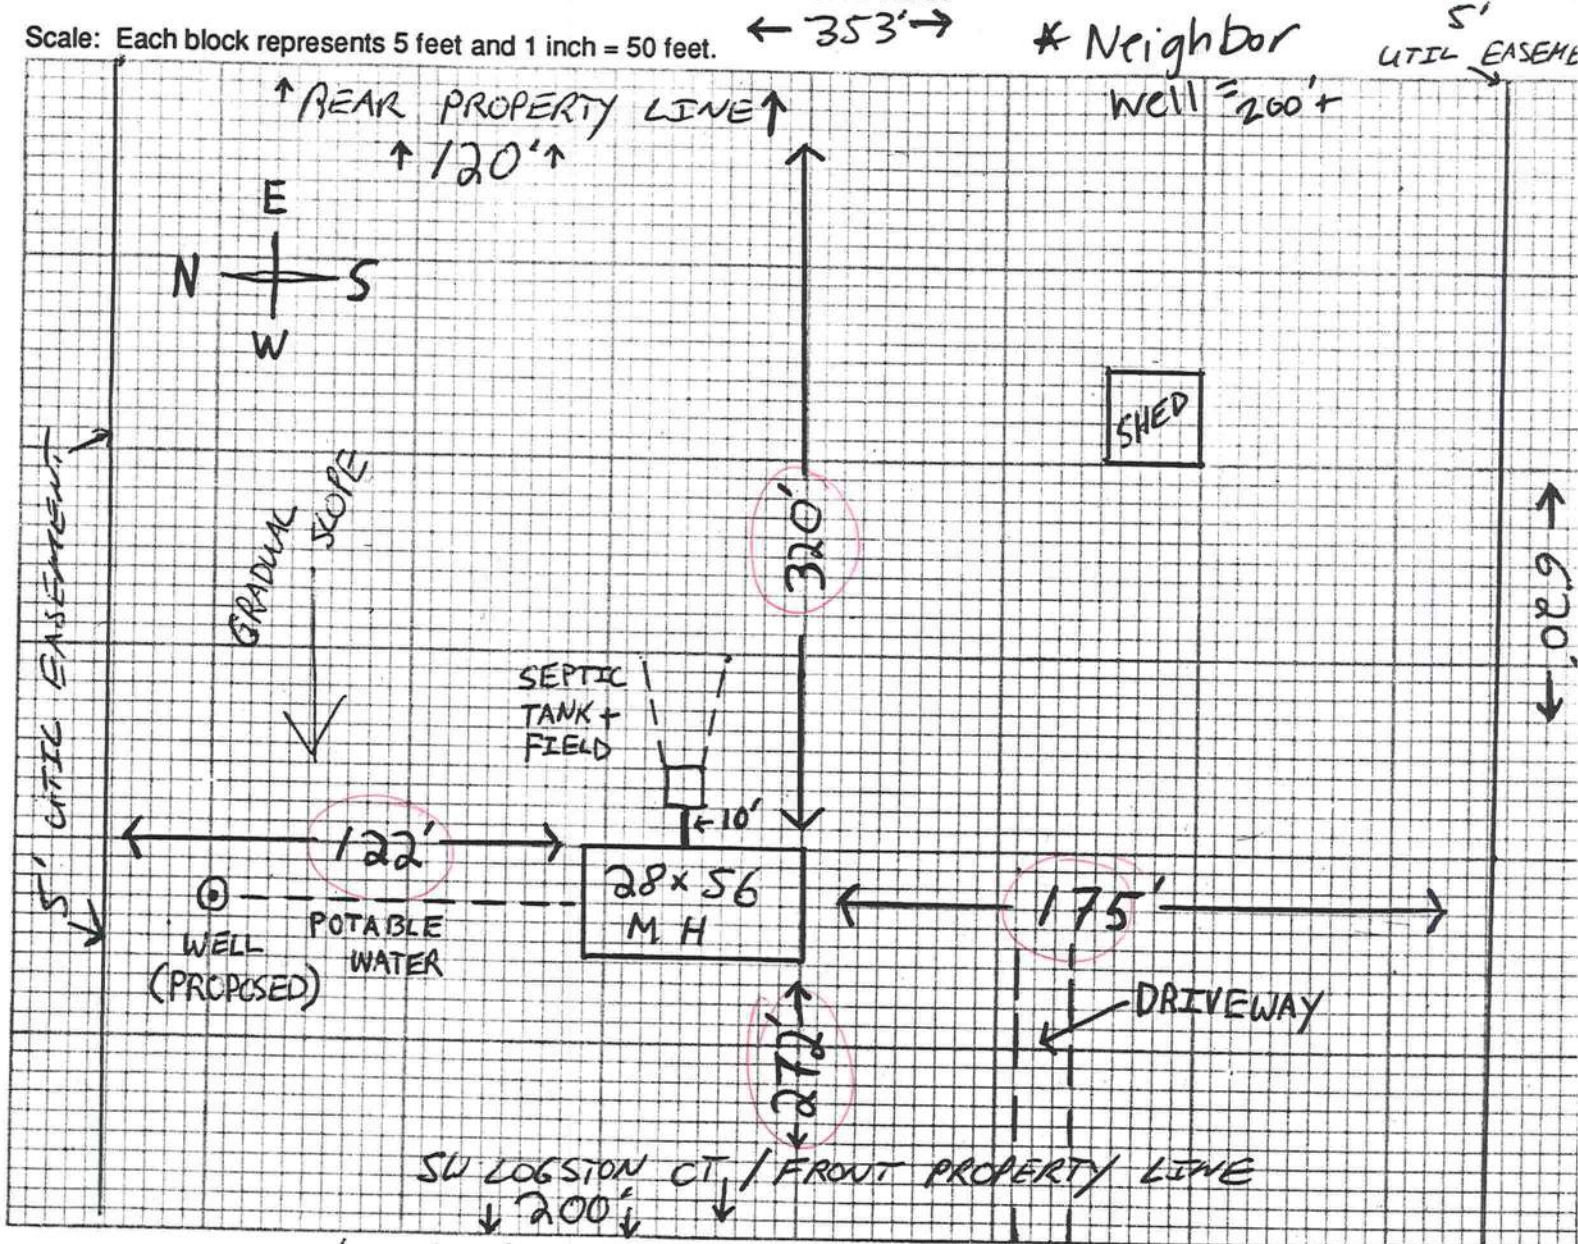 ← 353' →
Scale: Each block represents 5 feet and 1 inch = 50 feet.
* Neighbor
well = 200'+
5'
UTIL EASEME
↑ REAR PROPERTY LINE ↑
↑ 120' ↑
E
N S
W
SHED
GRADUAL SLOPE
320'
← 620' →
5' UTIL EASEMENT
SEPTIC
TANK +
FIELD
← 10'
122'
28 x 56
M H
175'
WELL
(PROPOSED)
POTABLE
WATER
DRIVEWAY
272'
SW LOGSTON CT. / FRONT PROPERTY LINE
↓ 200' ↓ ↓